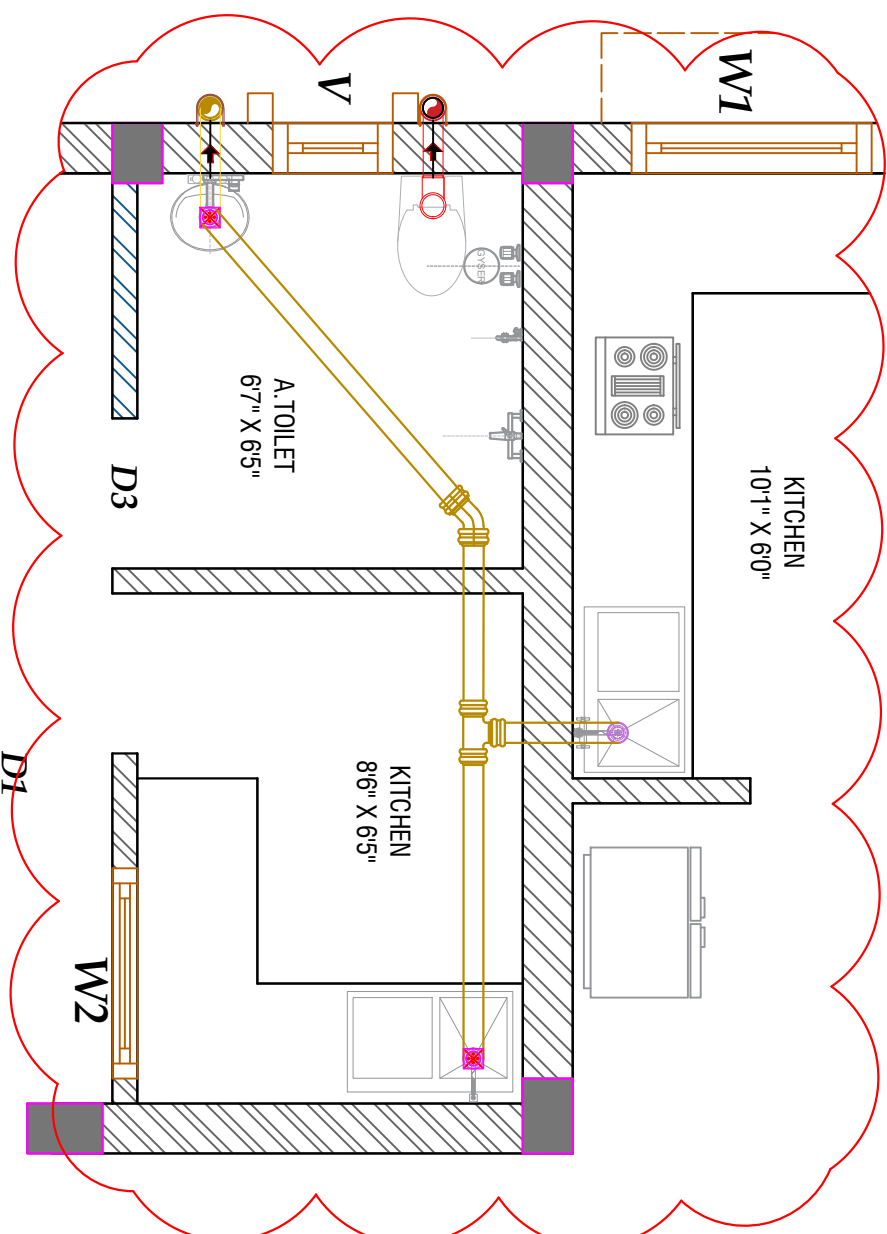 W1
V
KITCHEN
10'1" X 6'0"
GYSER
A.TOILET
6'7" X 6'5"
D3
KITCHEN
8'6" X 6'5"
D1
W2